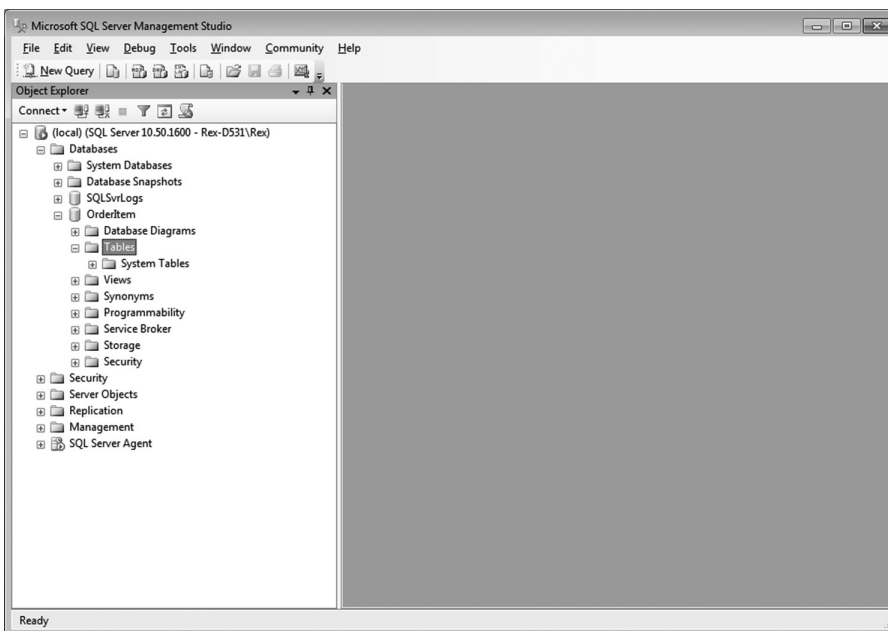 Microsoft SQL Server Management Studio
File Edit View Debug Tools Window Community Help
New Query
Object Explorer
Connect
(local) (SQL Server 10.50.1600 - Rex-D531\Rex)
Databases
System Databases
Database Snapshots
SQLSvrLogs
OrderItem
Database Diagrams
Tables
System Tables
Views
Synonyms
Programmability
Service Broker
Storage
Security
Security
Server Objects
Replication
Management
SQL Server Agent
Ready